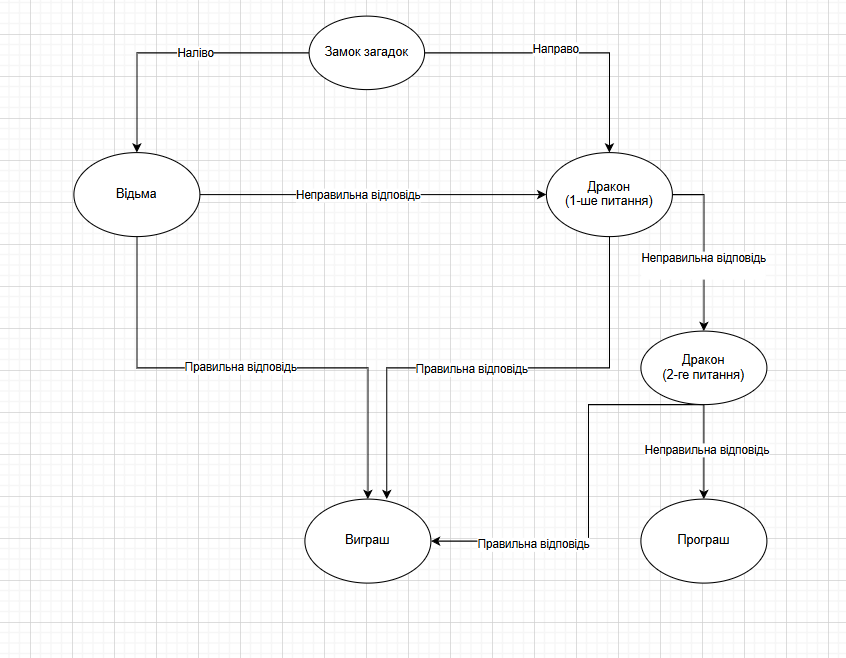 Замок загадок
Наліво
Направо
Відьма
Неправильна відповідь
Дракон
(1-ше питання)
Неправильна відповідь
Правильна відповідь
Правильна відповідь
Дракон
(2-ге питання)
Неправильна відповідь
Виграш
Правильна відповідь
Програш